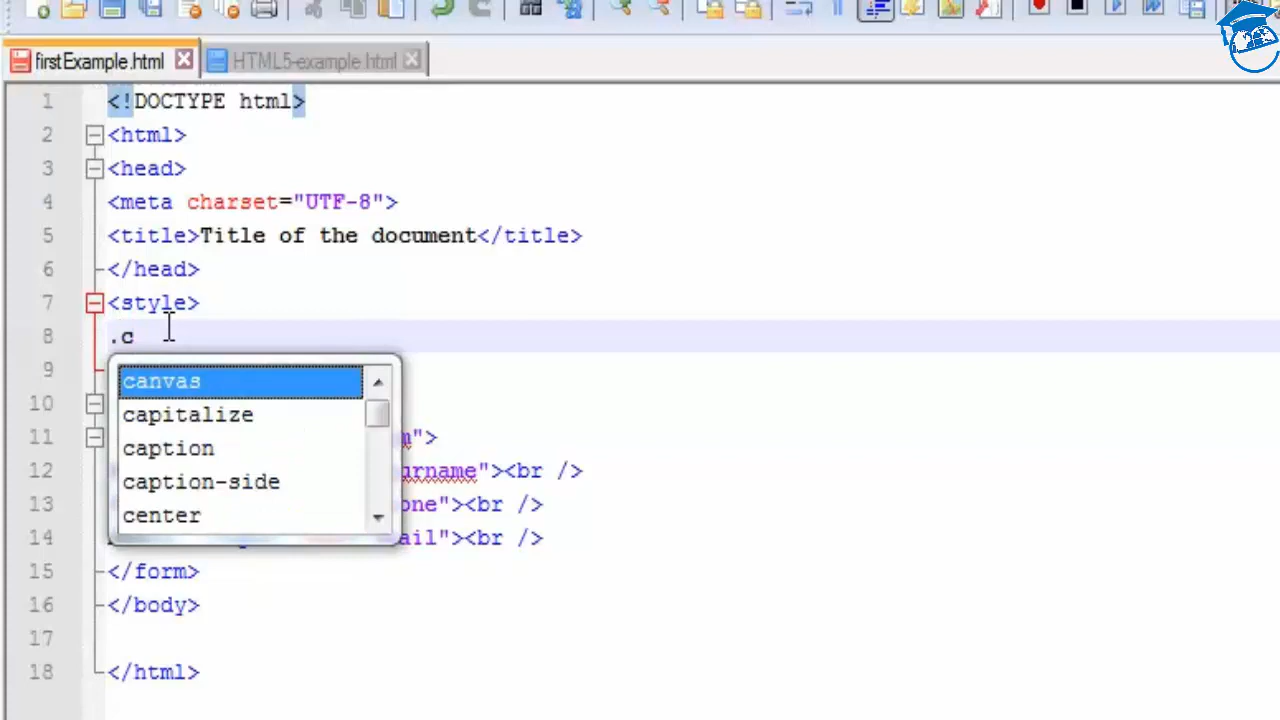 firstExample.html HTML5-example.html
1 <!DOCTYPE html>
2 <html>
3 <head>
4 <meta charset="UTF-8">
5 <title>Title of the document</title>
6 </head>
7 <style>
8 .c
9
canvas
10
capitalize
11 ">
caption
12 urname"><br />
caption-side
13 one"><br />
center
14 ail"><br />
15 </form>
16 </body>
17
18 </html>